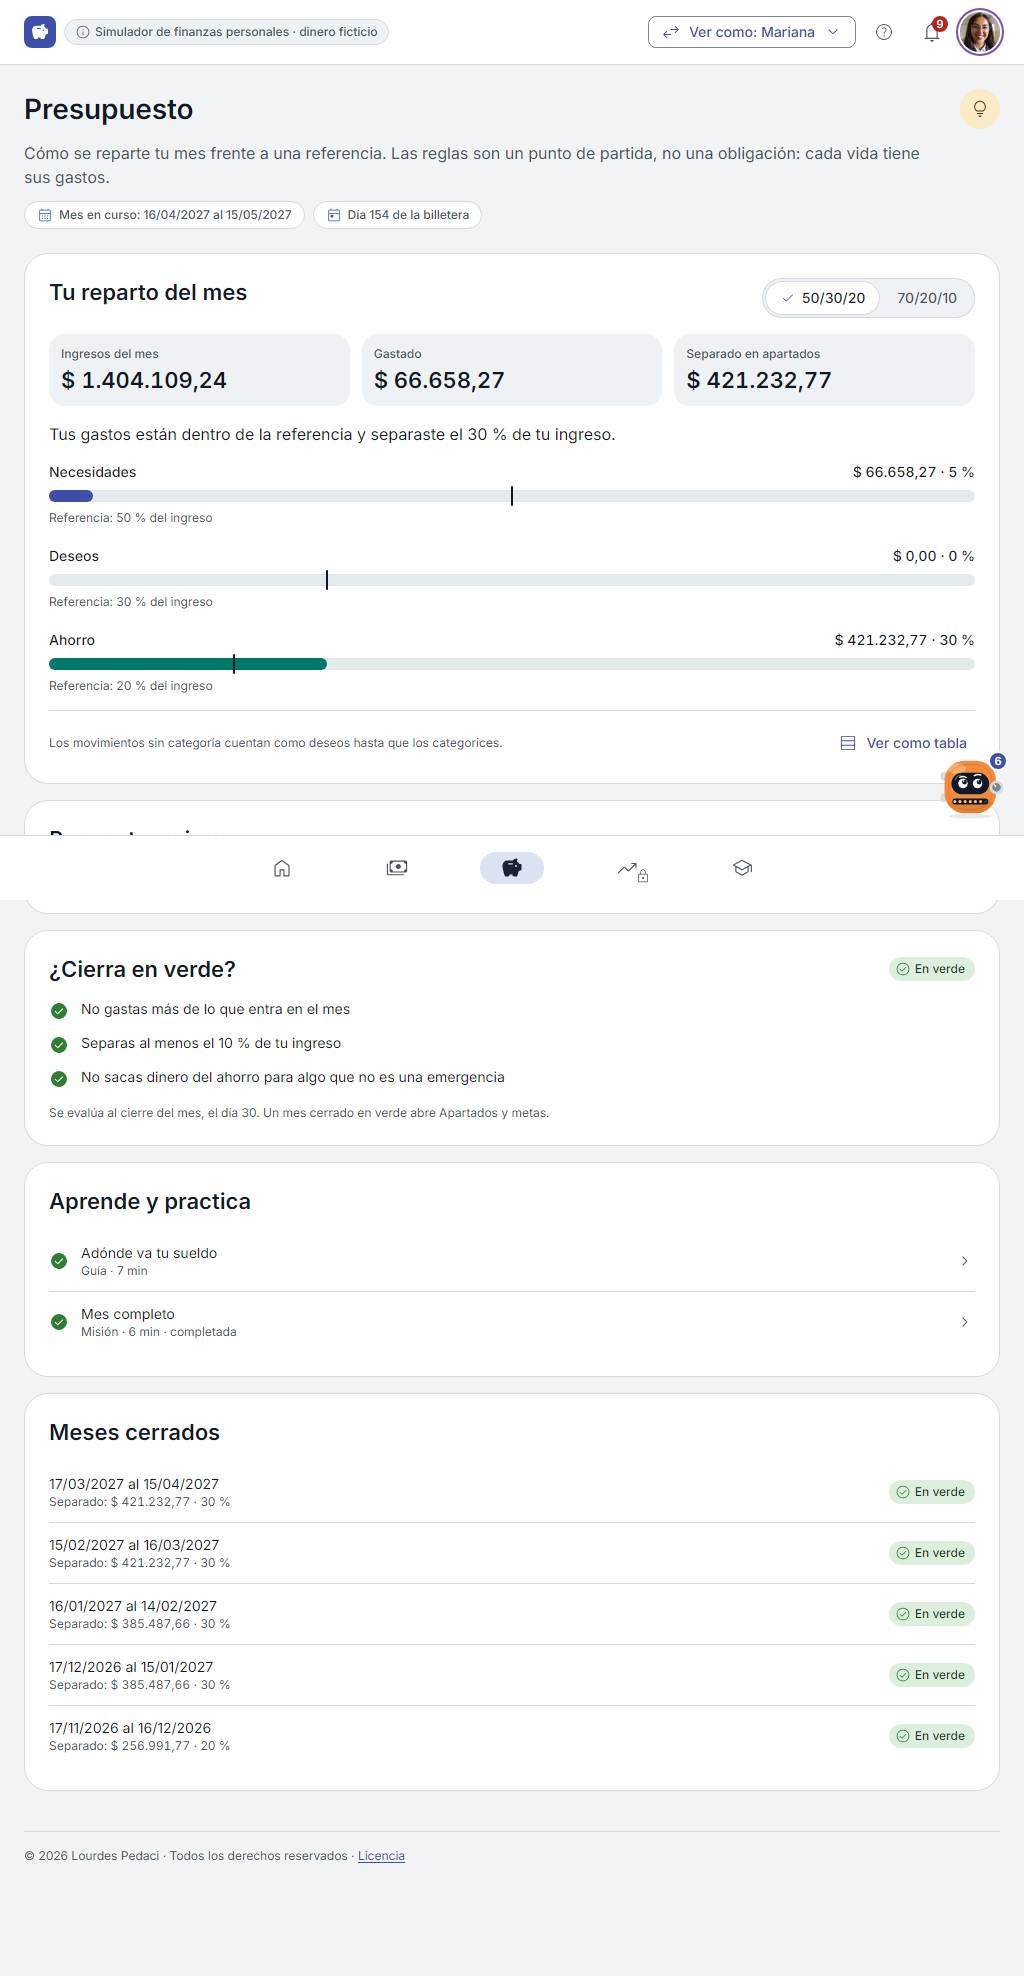 Simulador de finanzas personales · dinero ficticio
Ver como: Mariana
9
Presupuesto
Cómo se reparte tu mes frente a una referencia. Las reglas son un punto de partida, no una obligación: cada vida tiene
sus gastos.
Mes en curso: 16/04/2027 al 15/05/2027
Día 154 de la billetera
Tu reparto del mes
50/30/20
70/20/10
Ingresos del mes
$ 1.404.109,24
Gastado
$ 66.658,27
Separado en apartados
$ 421.232,77
Tus gastos están dentro de la referencia y separaste el 30 % de tu ingreso.
Necesidades
$ 66.658,27 · 5 %
Referencia: 50 % del ingreso
Deseos
$ 0,00 · 0 %
Referencia: 30 % del ingreso
Ahorro
$ 421.232,77 · 30 %
Referencia: 20 % del ingreso
Los movimientos sin categoría cuentan como deseos hasta que los categorices.
Ver como tabla
6
¿Cierra en verde?
En verde
No gastas más de lo que entra en el mes
Separas al menos el 10 % de tu ingreso
No sacas dinero del ahorro para algo que no es una emergencia
Se evalúa al cierre del mes, el día 30. Un mes cerrado en verde abre Apartados y metas.
Aprende y practica
Adónde va tu sueldo
Guía · 7 min
Mes completo
Misión · 6 min · completada
Meses cerrados
17/03/2027 al 15/04/2027
Separado: $ 421.232,77 · 30 %
En verde
15/02/2027 al 16/03/2027
Separado: $ 421.232,77 · 30 %
En verde
16/01/2027 al 14/02/2027
Separado: $ 385.487,66 · 30 %
En verde
17/12/2026 al 15/01/2027
Separado: $ 385.487,66 · 30 %
En verde
17/11/2026 al 16/12/2026
Separado: $ 256.991,77 · 20 %
En verde
© 2026 Lourdes Pedaci · Todos los derechos reservados · Licencia